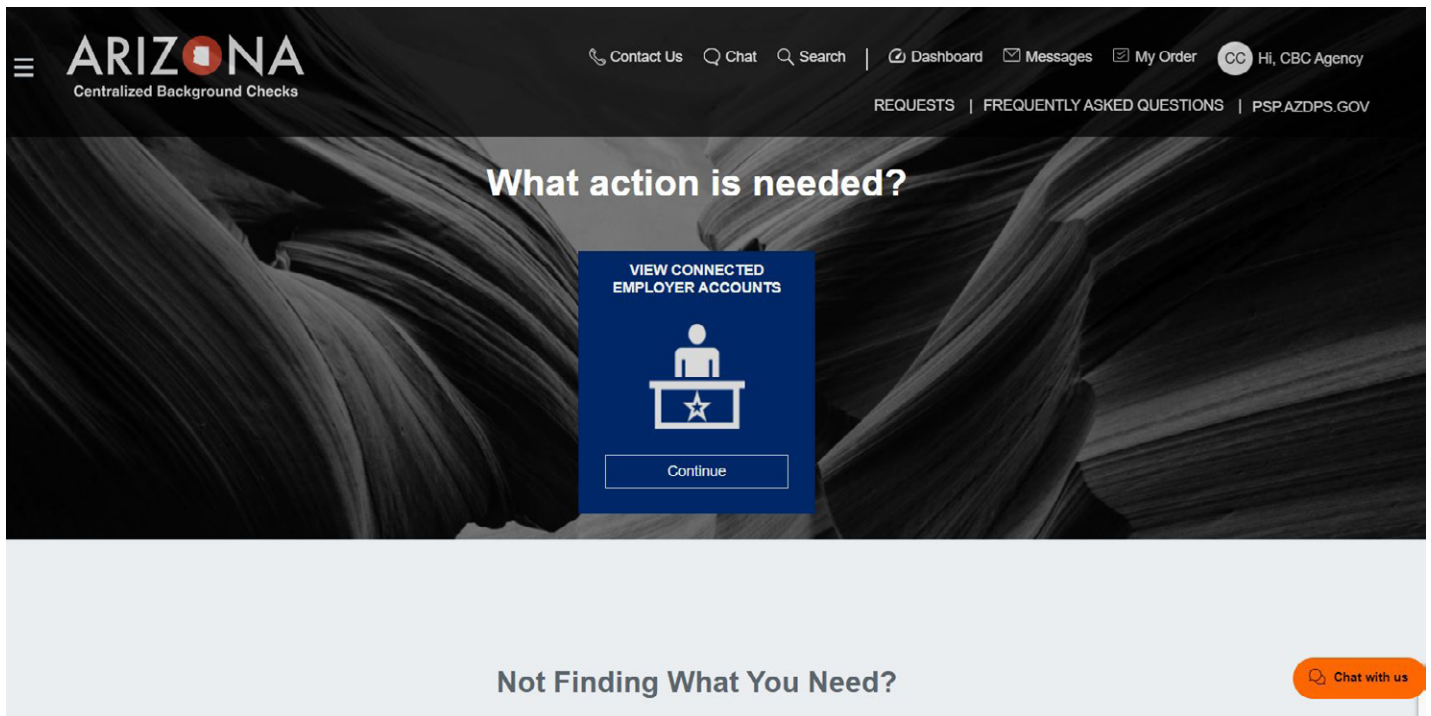 ARIZONA
Centralized Background Checks
Contact Us Chat Search | Dashboard Messages My Order CC Hi, CBC Agency
REQUESTS | FREQUENTLY ASKED QUESTIONS | PSP.AZDPS.GOV
What action is needed?
VIEW CONNECTED
EMPLOYER ACCOUNTS
Continue
Not Finding What You Need?
Chat with us